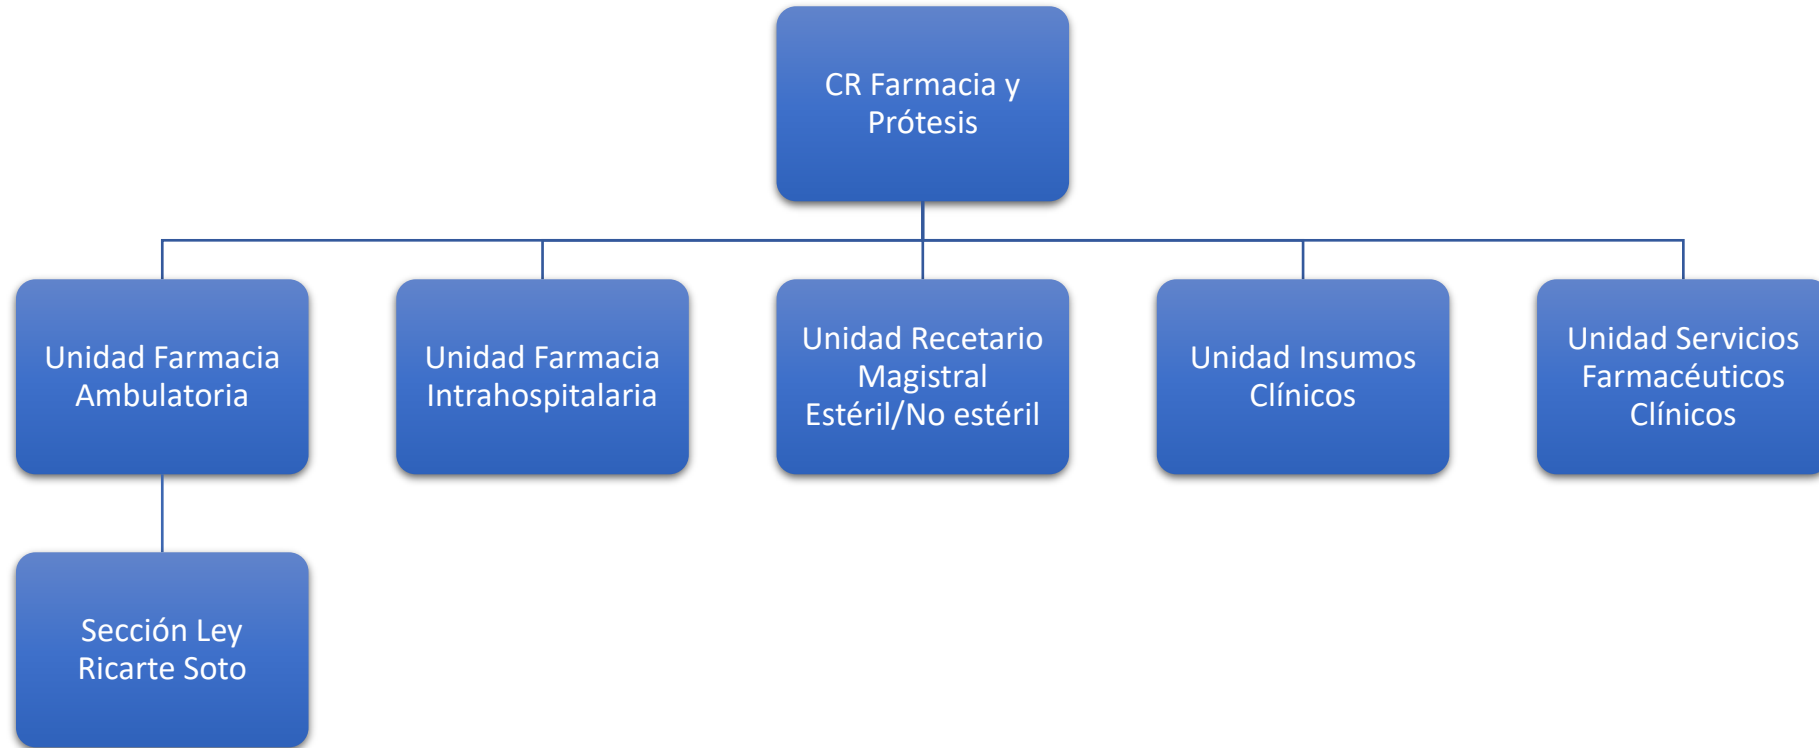 CR Farmacia y
Prótesis
Unidad Farmacia
Ambulatoria
Unidad Farmacia
Intrahospitalaria
Unidad Recetario
Magistral
Estéril/No estéril
Unidad Insumos
Clínicos
Unidad Servicios
Farmacéuticos
Clínicos
Sección Ley
Ricarte Soto